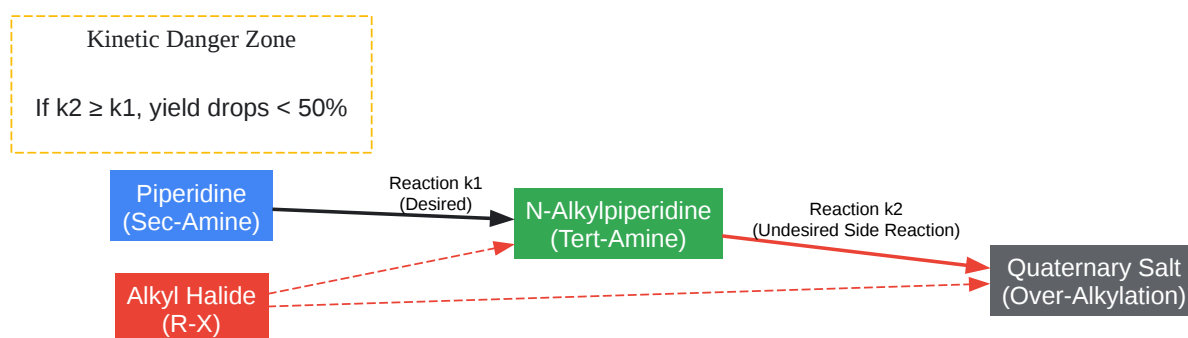 Kinetic Danger Zone
If k2 ≥ k1, yield drops < 50%
Piperidine
(Sec-Amine)
Reaction k1
(Desired)
N-Alkylpiperidine
(Tert-Amine)
Reaction k2
(Undesired Side Reaction)
Quaternary Salt
(Over-Alkylation)
Alkyl Halide
(R-X)